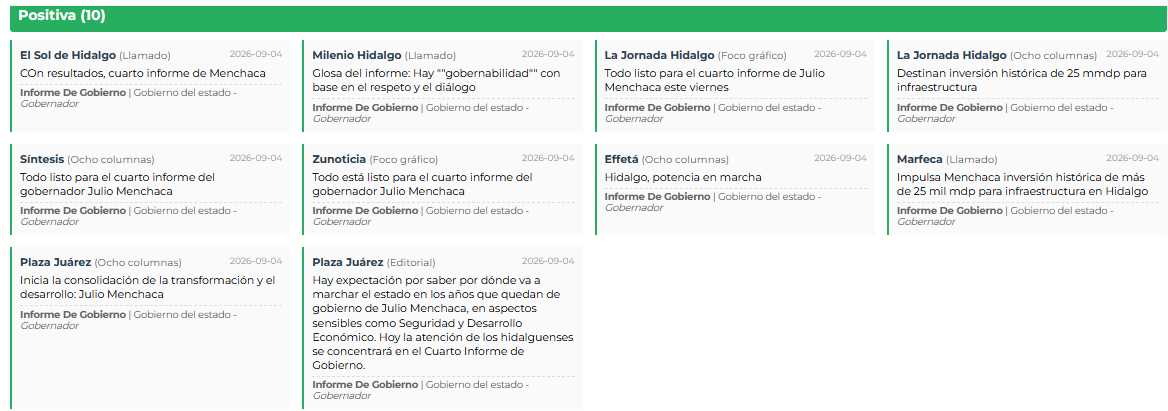 Positiva (10)
El Sol de Hidalgo (Llamado) 2026-09-04
COn resultados, cuarto informe de Menchaca
Informe De Gobierno | Gobierno del estado -
Gobernador
Milenio Hidalgo (Llamado) 2026-09-04
Glosa del informe: Hay ""gobernabilidad"" con
base en el respeto y el diálogo
Informe De Gobierno | Gobierno del estado -
Gobernador
La Jornada Hidalgo (Foco gráfico) 2026-09-04
Todo listo para el cuarto informe de Julio
Menchaca este viernes
Informe De Gobierno | Gobierno del estado -
Gobernador
La Jornada Hidalgo (Ocho columnas) 2026-09-04
Destinan inversión histórica de 25 mmdp para
infraestructura
Informe De Gobierno | Gobierno del estado -
Gobernador
Síntesis (Ocho columnas) 2026-09-04
Todo listo para el cuarto informe del
gobernador Julio Menchaca
Informe De Gobierno | Gobierno del estado -
Gobernador
Zunoticia (Foco gráfico) 2026-09-04
Todo está listo para el cuarto informe del
gobernador Julio Menchaca
Informe De Gobierno | Gobierno del estado -
Gobernador
Effetá (Ocho columnas) 2026-09-04
Hidalgo, potencia en marcha
Informe De Gobierno | Gobierno del estado -
Gobernador
Marfeca (Llamado) 2026-09-04
Impulsa Menchaca inversión histórica de más
de 25 mil mdp para infraestructura en Hidalgo
Informe De Gobierno | Gobierno del estado -
Gobernador
Plaza Juárez (Ocho columnas) 2026-09-04
Inicia la consolidación de la transformación y el
desarrollo: Julio Menchaca
Informe De Gobierno | Gobierno del estado -
Gobernador
Plaza Juárez (Editorial) 2026-09-04
Hay expectación por saber por dónde va a
marchar el estado en los años que quedan de
gobierno de Julio Menchaca, en aspectos
sensibles como Seguridad y Desarrollo
Económico. Hoy la atención de los hidalguenses
se concentrará en el Cuarto Informe de
Gobierno.
Informe De Gobierno | Gobierno del estado -
Gobernador